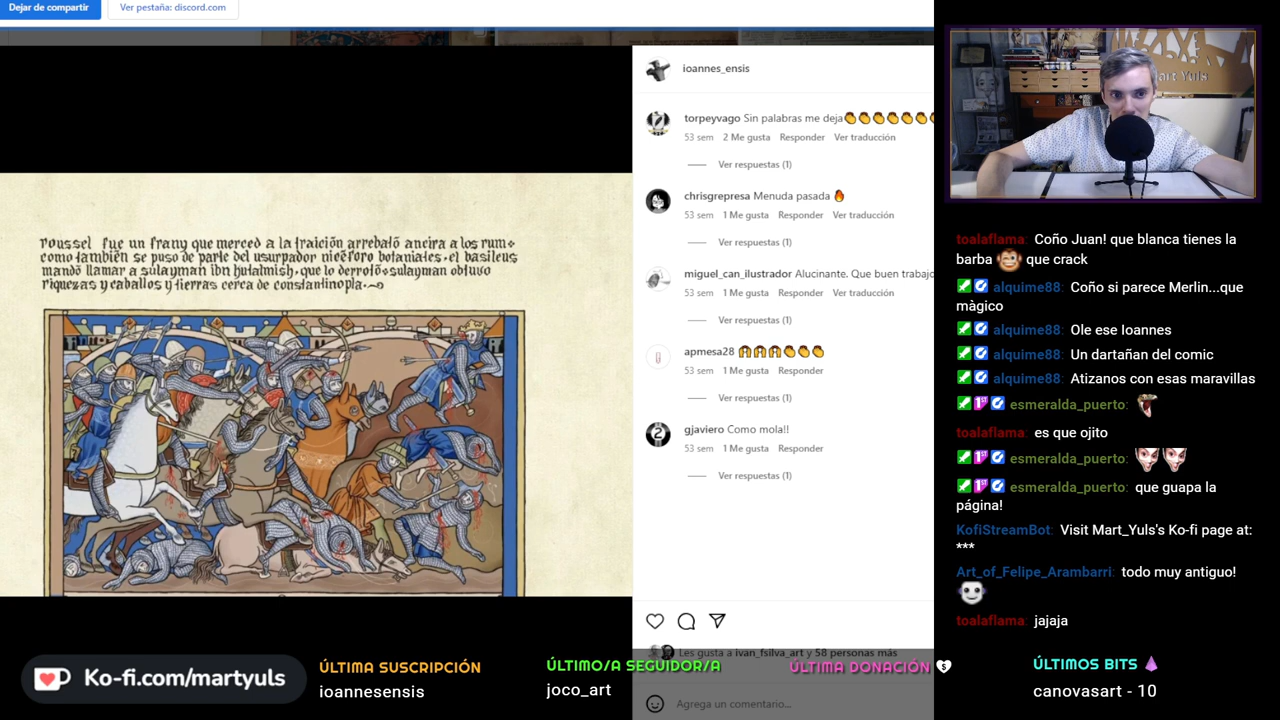 Dejar de compartir
Ver pestaña: discord.com
roussel fue un frany que merced a la traición arrebató ancira a los rum
como también se puso de parte del usurpador nicéforo botaniates. el basileus
mandó llamar a sulayman ibn kutalmish, que lo derrotó sulayman obtuvo
riquezas y caballos y tierras cerca de constantinopla.
ioannes_ensis
torpeyvago Sin palabras me deja👏👏👏👏👏👏👏
53 sem 2 Me gusta Responder Ver traducción
Ver respuestas (1)
chrisgrepresa Menuda pasada 🔥
53 sem 1 Me gusta Responder Ver traducción
Ver respuestas (1)
miguel_can_ilustrador Alucinante. Que buen trabajo
53 sem 1 Me gusta Responder Ver traducción
Ver respuestas (1)
apmesa28 🙌🙌🙌👏👏👏
53 sem 1 Me gusta Responder
Ver respuestas (1)
gjaviero Como mola!!
53 sem 1 Me gusta Responder
Ver respuestas (1)
Les gusta a ivan_fsilva_art y 58 personas más
Agrega un comentario...
art Yuls
toalaflama: Coño Juan! que blanca tienes la
barba que crack
alquime88: Coño si parece Merlin...que
màgico
alquime88: Ole ese Ioannes
alquime88: Un dartañan del comic
alquime88: Atizanos con esas maravillas
esmeralda_puerto:
toalaflama: es que ojito
esmeralda_puerto:
esmeralda_puerto: que guapa la
página!
KofiStreamBot: Visit Mart_Yuls's Ko-fi page at:
***
Art_of_Felipe_Arambarri: todo muy antiguo!
toalaflama: jajaja
Ko-fi.com/martyuls
ÚLTIMA SUSCRIPCIÓN
ioannesensis
ÚLTIMO/A SEGUIDOR/A
joco_art
ÚLTIMA DONACIÓN
ÚLTIMOS BITS
canovasart - 10